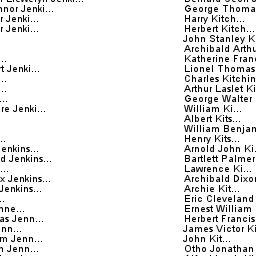 Llewelyn Jenki...
nnor Jenki... George Thoma
r Jenki... Harry Kitch...
r Jenki... Herbert Kitch...
John Stanley K
Archibald Arthu
... Katherine Franc
t Jenki... Lionel Thomas
... Charles Kitchin
... Arthur Laslet Ki
... George Walter
re Jenki... William Ki...
Albert Kits...
William Benjan
... Henry Kits...
enkins... Arnold John Ki
d Jenkins... Bartlett Palmer
... Lawrence Ki...
x Jenkins... Archibald Dixo
Jenkins... Archie Kit...
... Eric Cleveland
nne... Ernest William
as Jenn... Herbert Francis
nn... James Victor Ki
m Jenn... John Kit...
n Jenn... Otho Jonathan